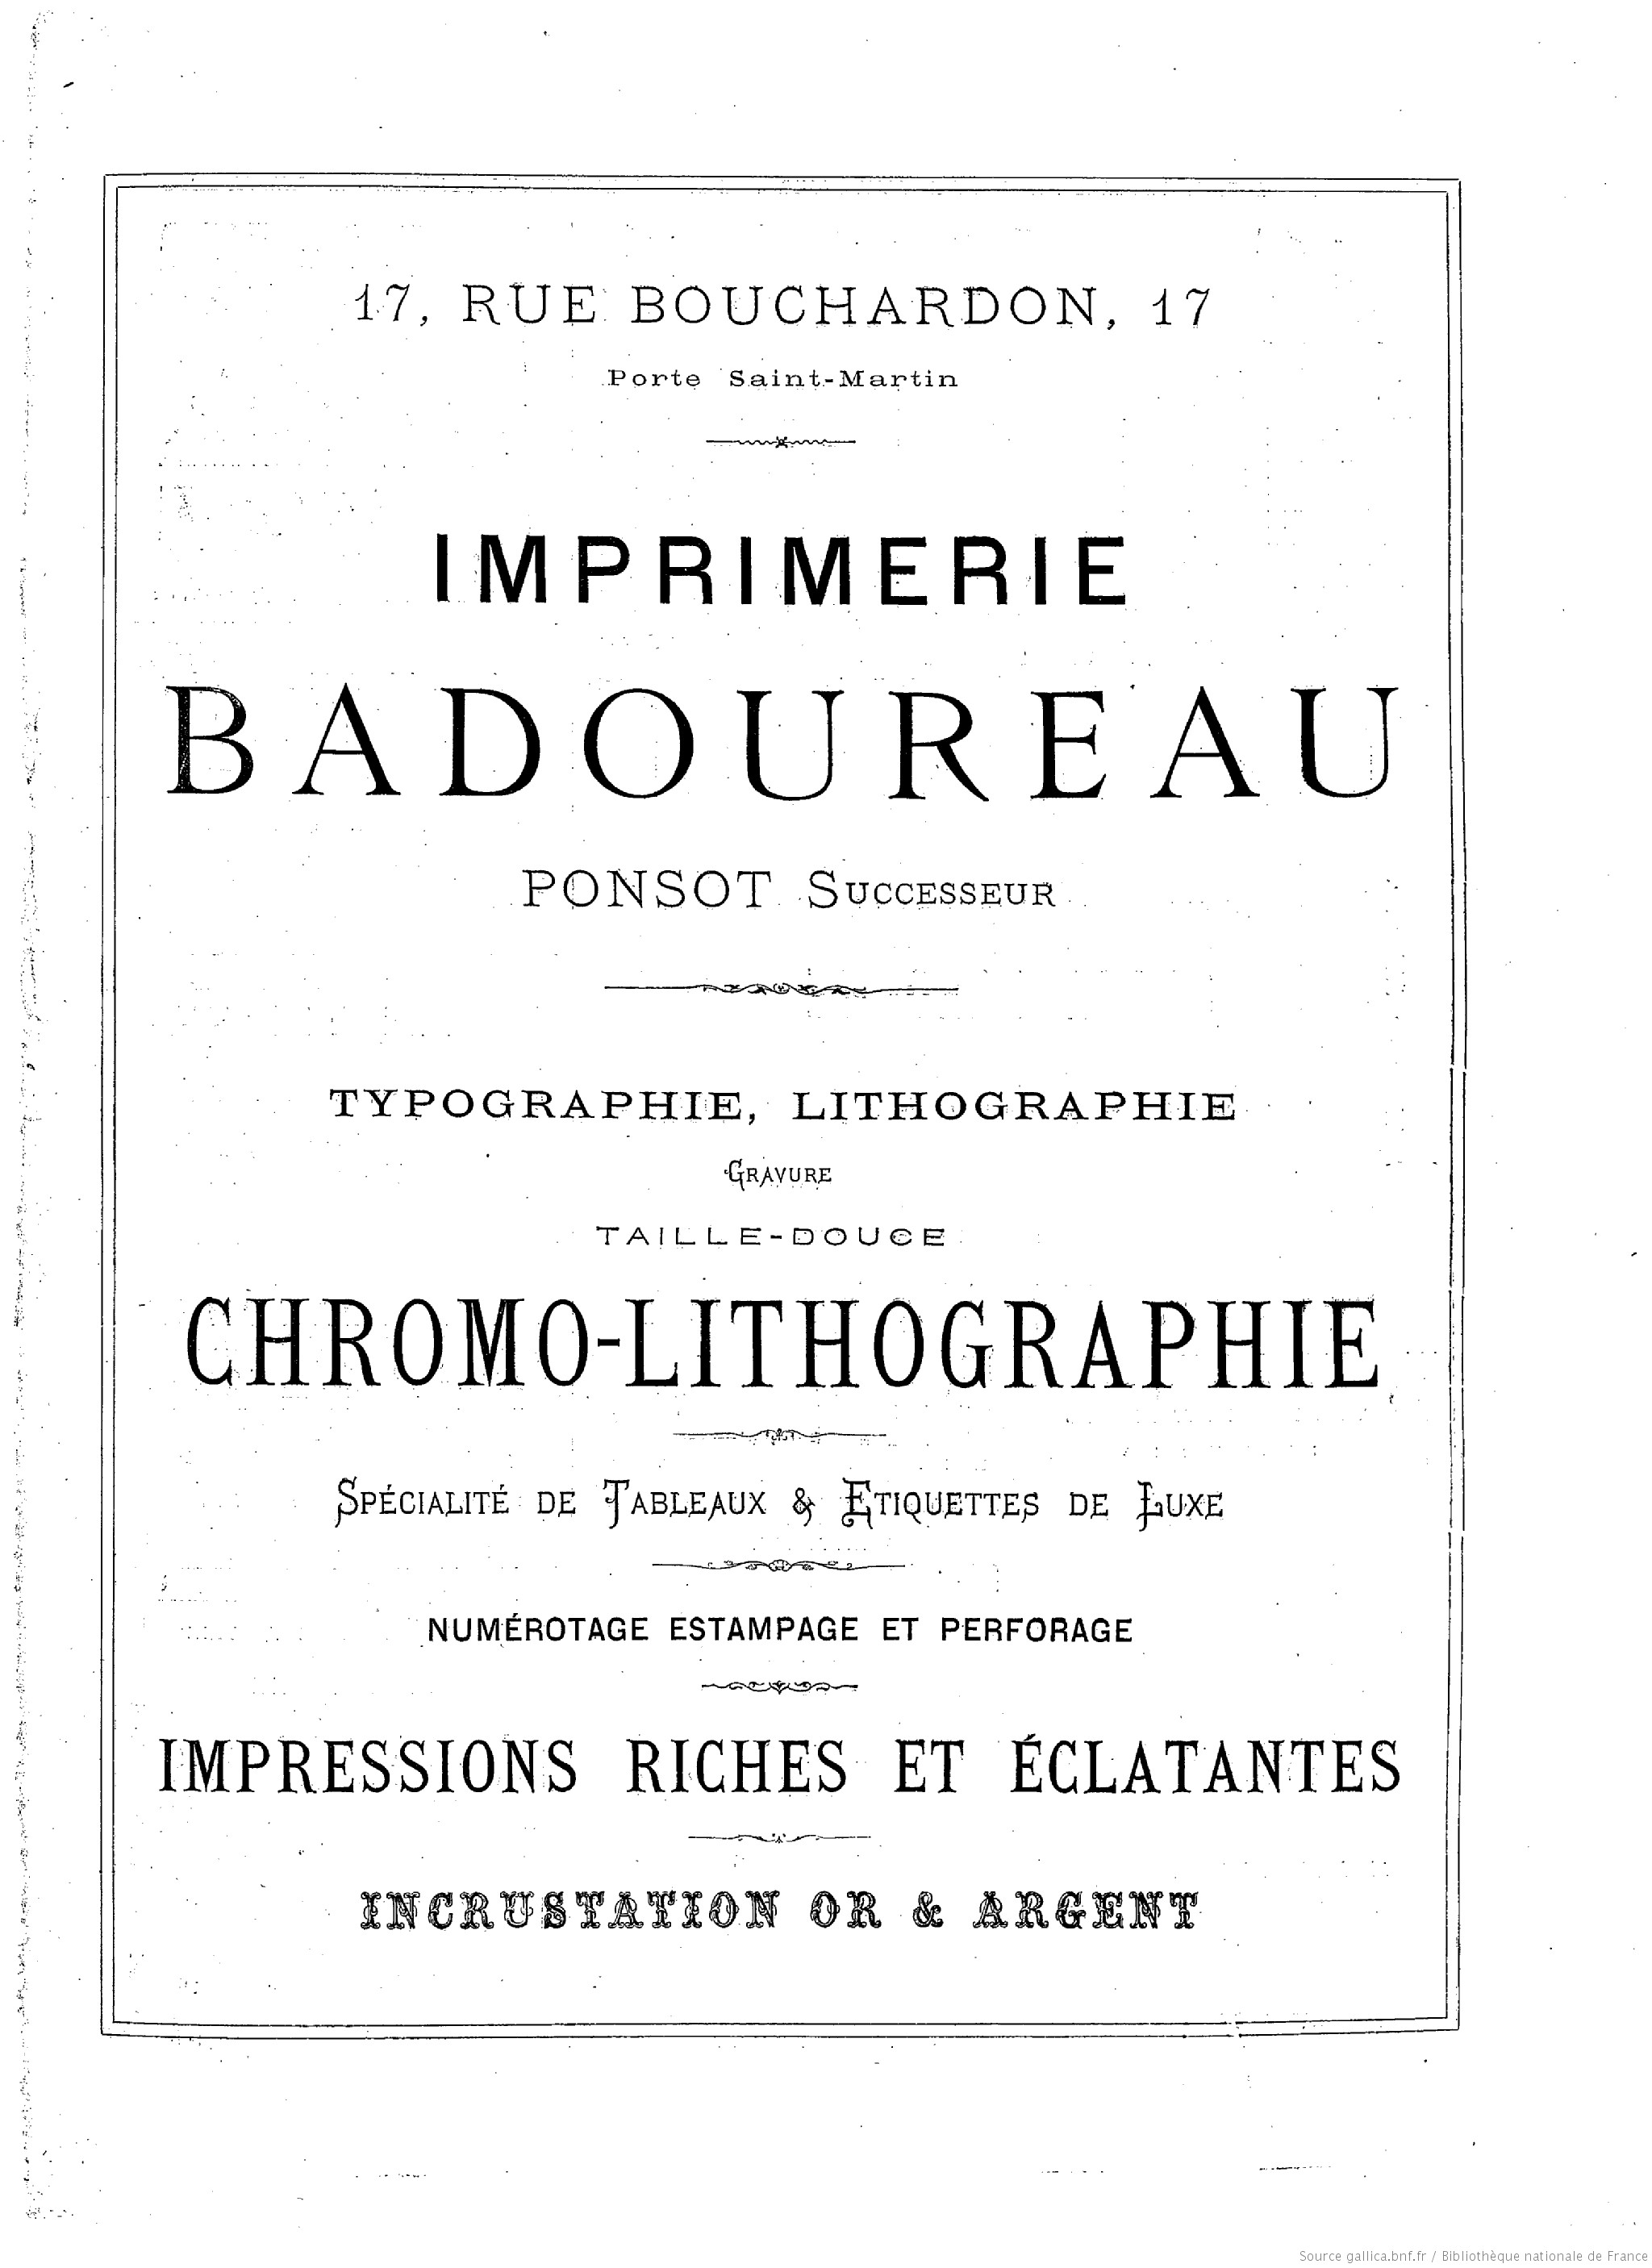 17, RUE BOUCHARDON, 17
Porte Saint-Martin
IMPRIMERIE
BADOUREAU
PONSOT SUCCESSEUR
TYPOGRAPHIE, LITHOGRAPHIE
GRAVURE
TAILLE-DOUCE
CHROMO-LITHOGRAPHIE
SPÉCIALITÉ DE TABLEAUX & ETIQUETTES DE LUXE
NUMÉROTAGE ESTAMPAGE ET PERFORAGE
IMPRESSIONS RICHES ET ÉCLATANTES
INCRUSTATION OR & ARGENT
Source gallica.bnf.fr / Bibliothèque nationale de France